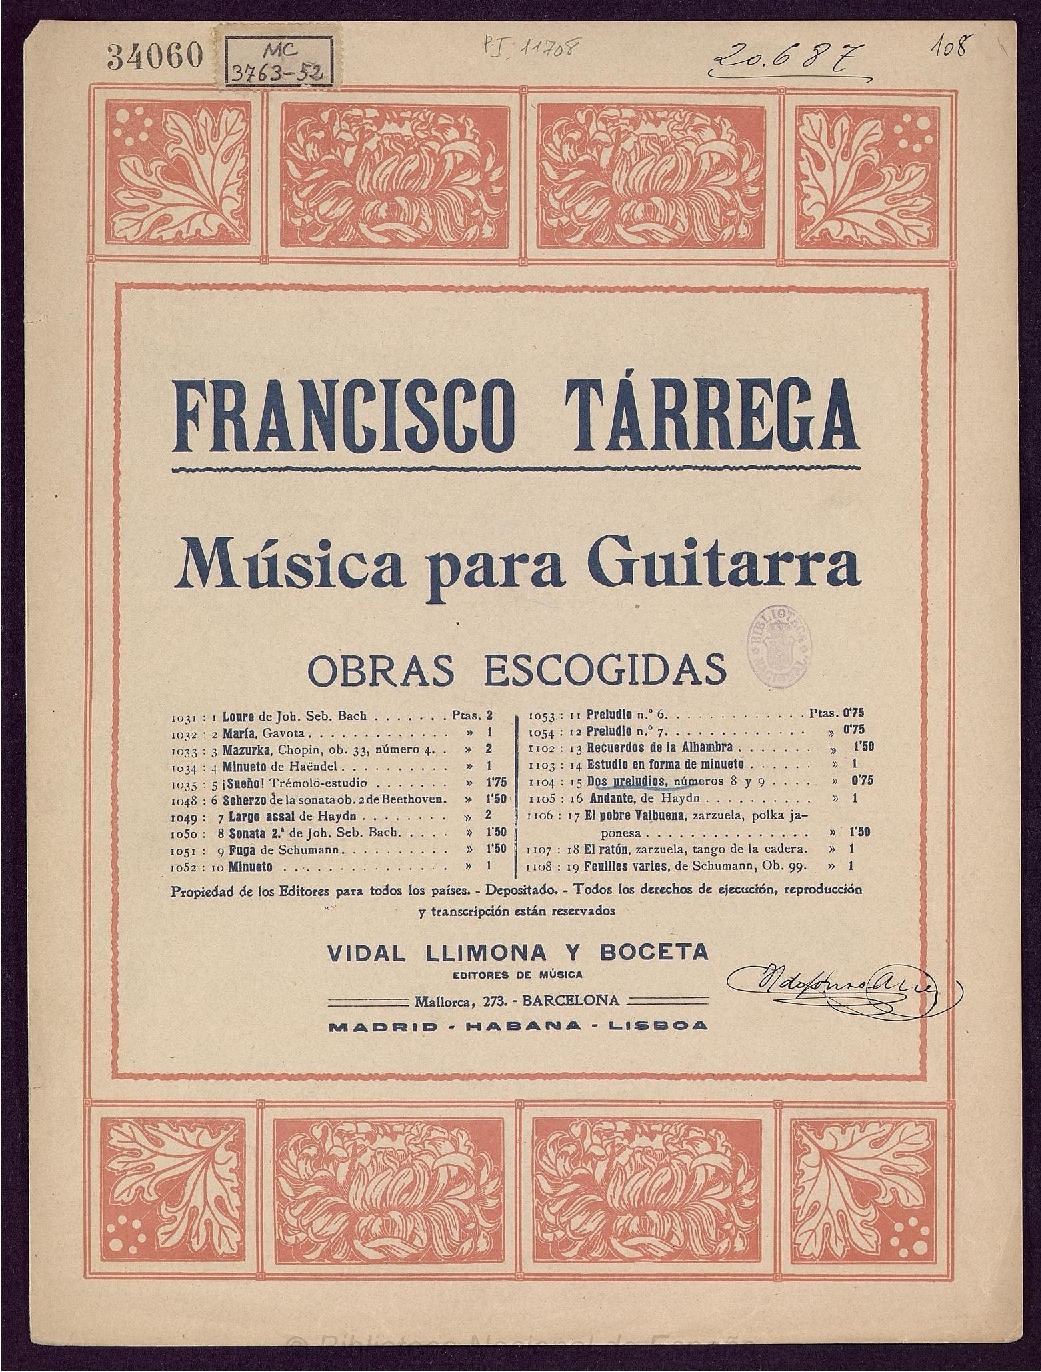 34060
MC
3763-52
PI. 11708
20.687
108
FRANCISCO TÁRREGA
Música para Guitarra
BIBLIOTECA NACIONAL
OBRAS ESCOGIDAS
1031 : 1 Loure de Joh. Seb. Bach . . . . . . . Ptas. 2
1032 : 2 María, Gavota . . . . . . . . . . . . . » 1
1033 : 3 Mazurka, Chopin, ob. 33, número 4. . » 2
1034 : 4 Minueto de Haëndel . . . . . . . . . . » 1
1035 : 5 ¡Sueño! Trémolo-estudio . . . . . . . . » 1'75
1048 : 6 Scherzo de la sonata ob. 2 de Beethoven. » 1'50
1049 : 7 Largo assai de Haydn . . . . . . . . . » 2
1050 : 8 Sonata 2.ª de Joh. Seb. Bach. . . . . . » 1'50
1051 : 9 Fuga de Schumann. . . . . . . . . . . » 1'50
1052 : 10 Minueto . . . . . . . . . . . . . . . . » 1
1053 : 11 Preludio n.º 6. . . . . . . . . . . . . . Ptas. 0'75
1054 : 12 Preludio n.º 7. . . . . . . . . . . . . . » 0'75
1102 : 13 Recuerdos de la Alhambra . . . . . . . » 1'50
1103 : 14 Estudio en forma de minueto . . . . . . » 1
1104 : 15 Dos preludios, números 8 y 9 . . . . . » 0'75
1105 : 16 Andante, de Haydn . . . . . . . . . . . » 1
1106 : 17 El pobre Valbuena, zarzuela, polka ja-
ponesa . . . . . . . . . . . . . . . . » 1'50
1107 : 18 El ratón, zarzuela, tango de la cadera. » 1
1108 : 19 Feuilles varies, de Schumann, Ob. 99. » 1
Propiedad de los Editores para todos los países. - Depositado. - Todos los derechos de ejecución, reproducción
y transcripción están reservados
VIDAL LLIMONA Y BOCETA
EDITORES DE MÚSICA
Mallorca, 273. - BARCELONA
MADRID - HABANA - LISBOA
© Biblioteca Nacional de España